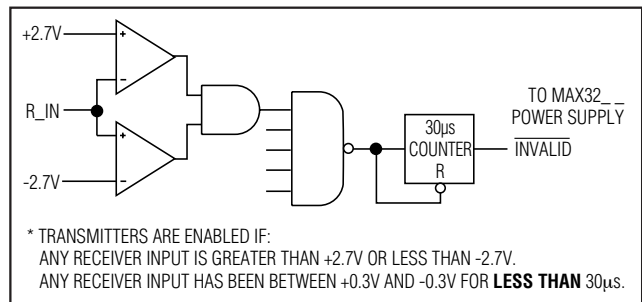 +2.7V
R_IN
-2.7V
+
-
+
-
30µs
COUNTER
R
TO MAX32_ _
POWER SUPPLY
INVALID
* TRANSMITTERS ARE ENABLED IF:
ANY RECEIVER INPUT IS GREATER THAN +2.7V OR LESS THAN -2.7V.
ANY RECEIVER INPUT HAS BEEN BETWEEN +0.3V AND -0.3V FOR LESS THAN 30µs.